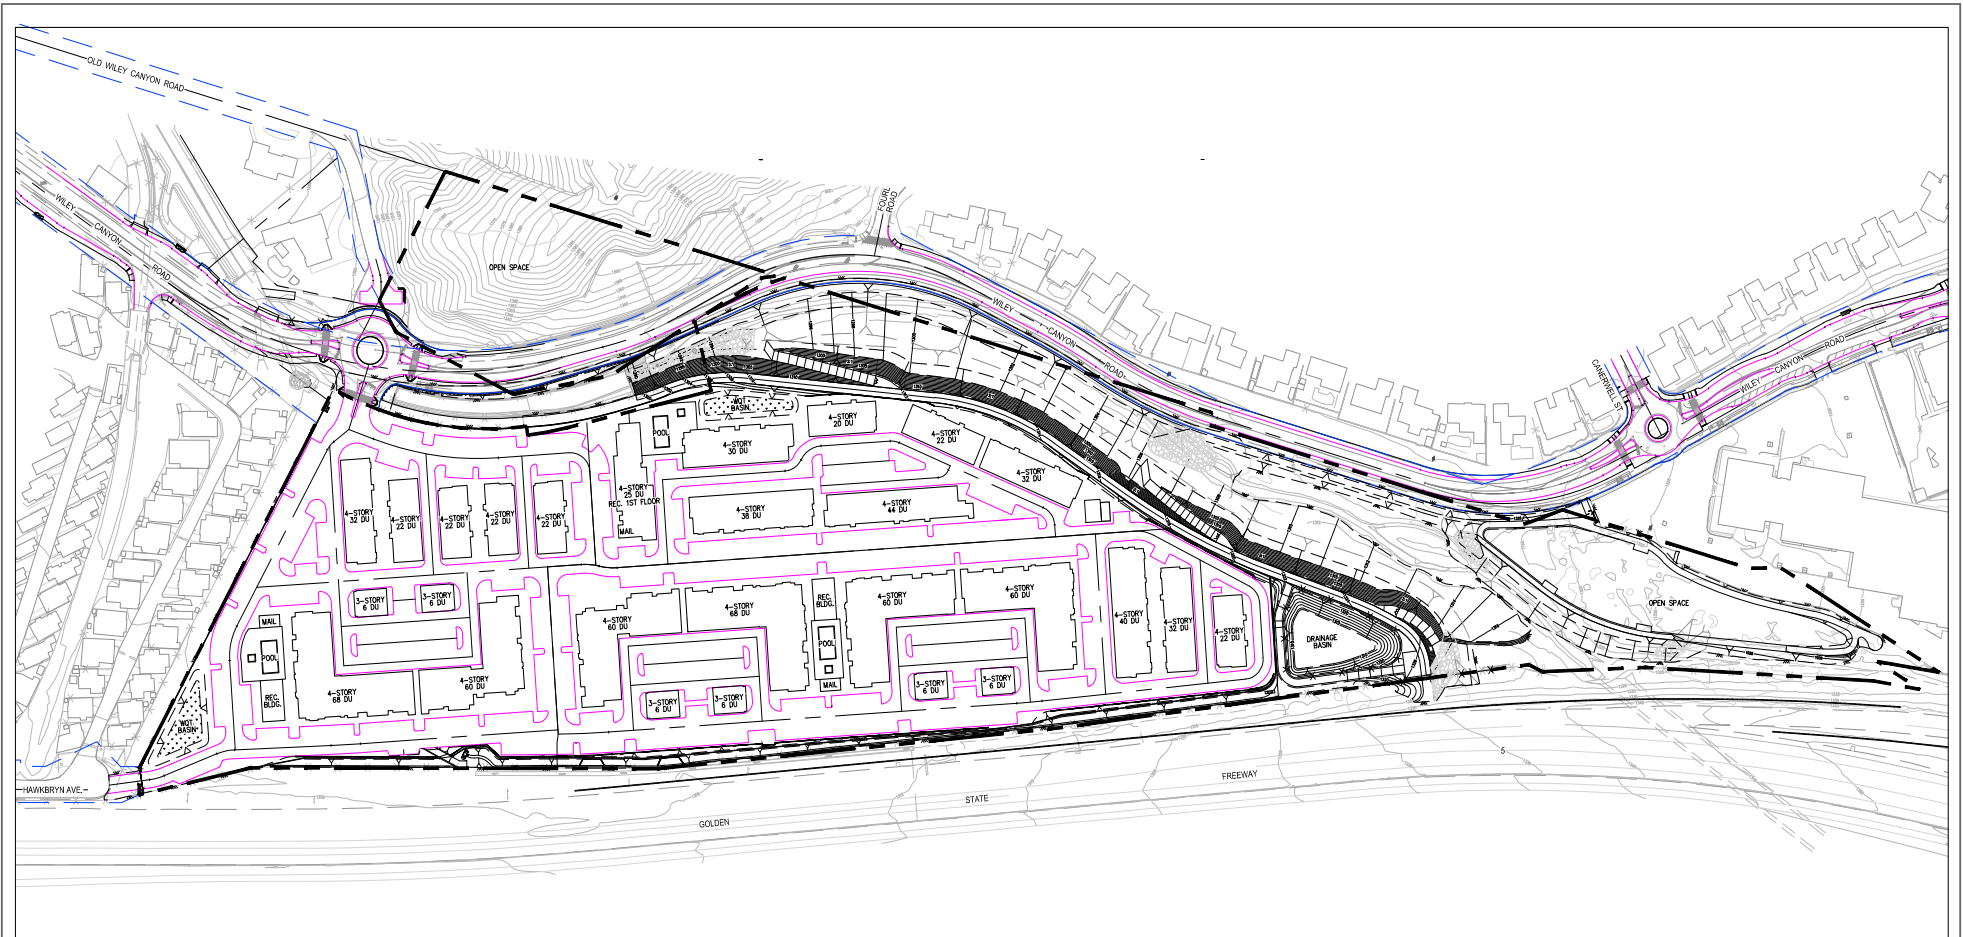 OLD WILEY CANYON ROAD
WILEY
CANYON
ROAD
OPEN SPACE
FOURL
ROAD
WILEY
CANYON
ROAD
CANERWELL ST
WILEY
CANYON
ROAD
WQT
BASIN
POOL
4-STORY
20 DU
4-STORY
22 DU
4-STORY
30 DU
4-STORY
32 DU
4-STORY
25 DU
REC. 1ST FLOOR
MAIL
4-STORY
38 DU
4-STORY
44 DU
4-STORY
32 DU
4-STORY
22 DU
4-STORY
22 DU
4-STORY
22 DU
4-STORY
22 DU
3-STORY
6 DU
3-STORY
6 DU
MAIL
POOL
REC.
BLDG.
4-STORY
68 DU
4-STORY
60 DU
4-STORY
60 DU
4-STORY
68 DU
3-STORY
6 DU
3-STORY
6 DU
REC.
BLDG.
POOL
MAIL
4-STORY
60 DU
4-STORY
60 DU
3-STORY
6 DU
3-STORY
6 DU
4-STORY
40 DU
4-STORY
32 DU
4-STORY
22 DU
DRAINAGE
BASIN
OPEN SPACE
WQT
BASIN
HAWKBRYN AVE.
GOLDEN
STATE
FREEWAY
5